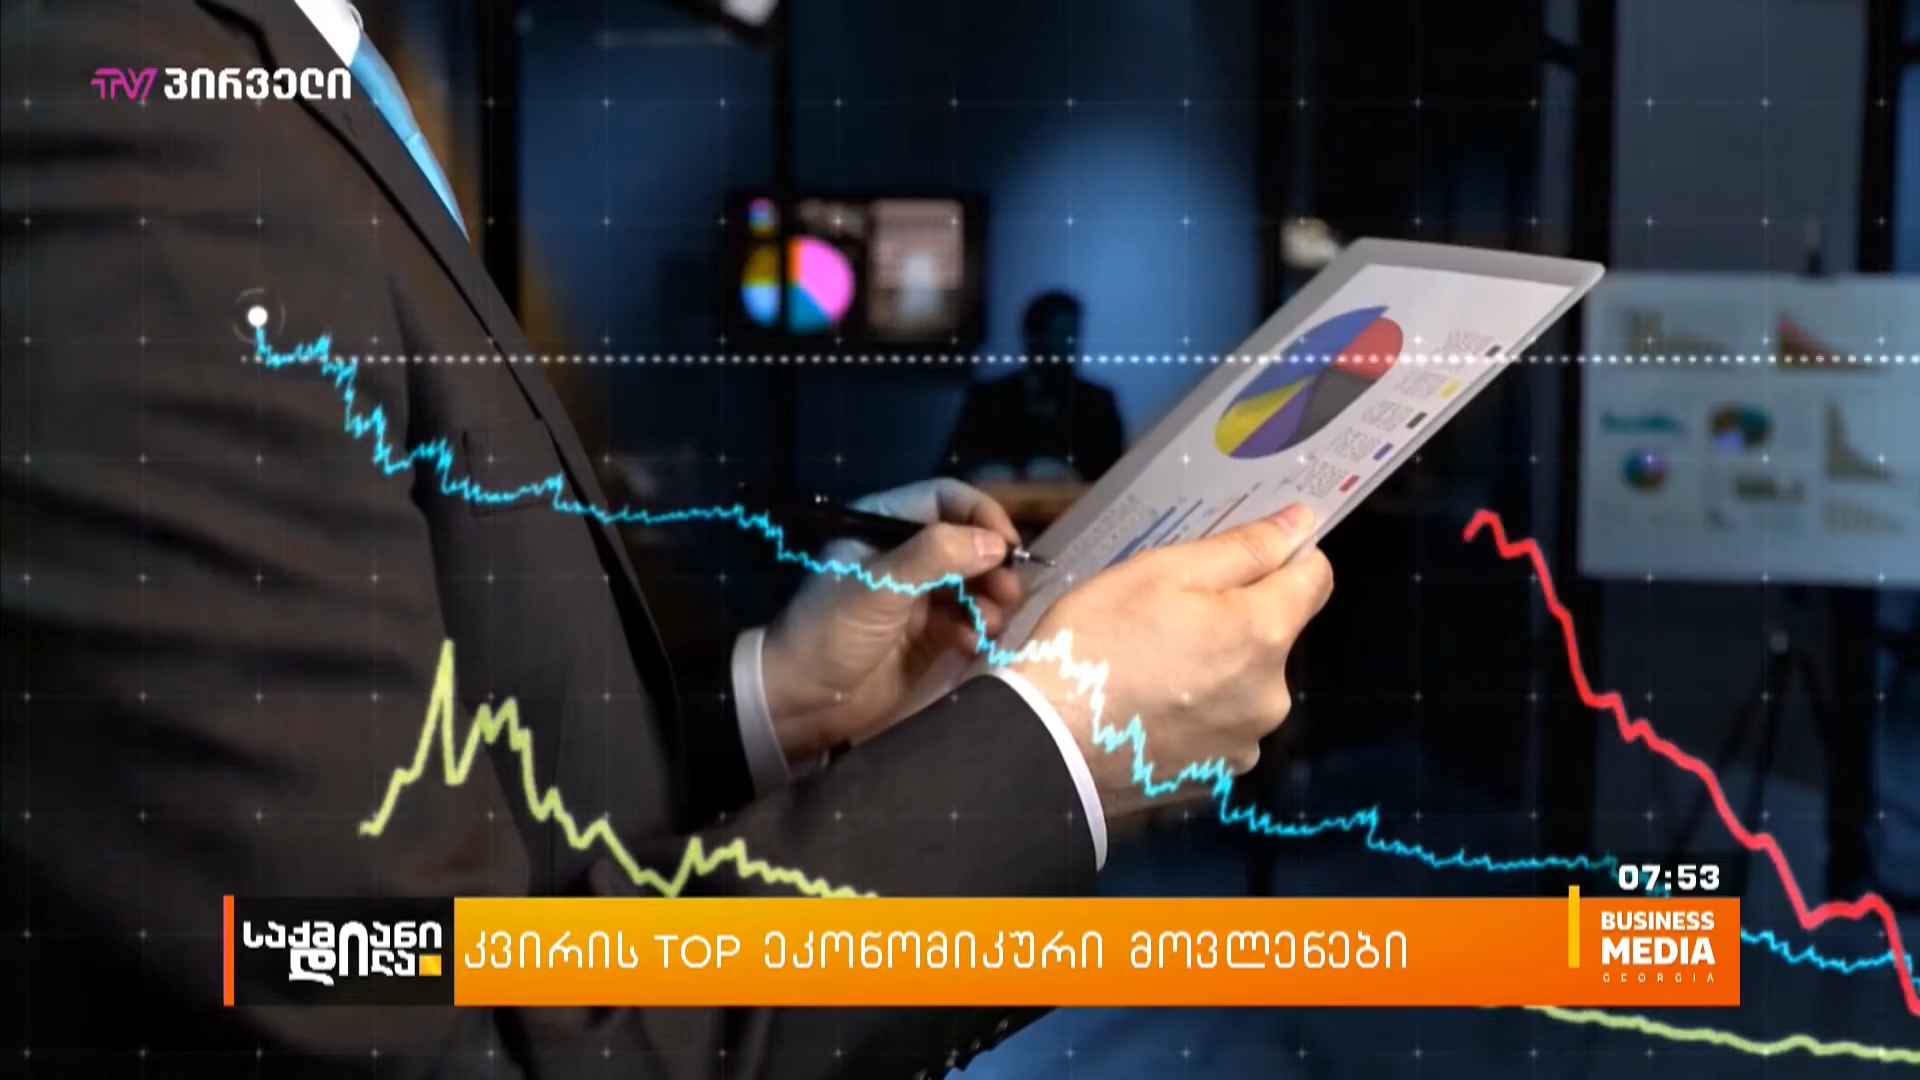 TV პირველი
07:53
საქმიანი
დილა
კვირის TOP ეკონომიკური მოვლენები
BUSINESS
MEDIA
GEORGIA